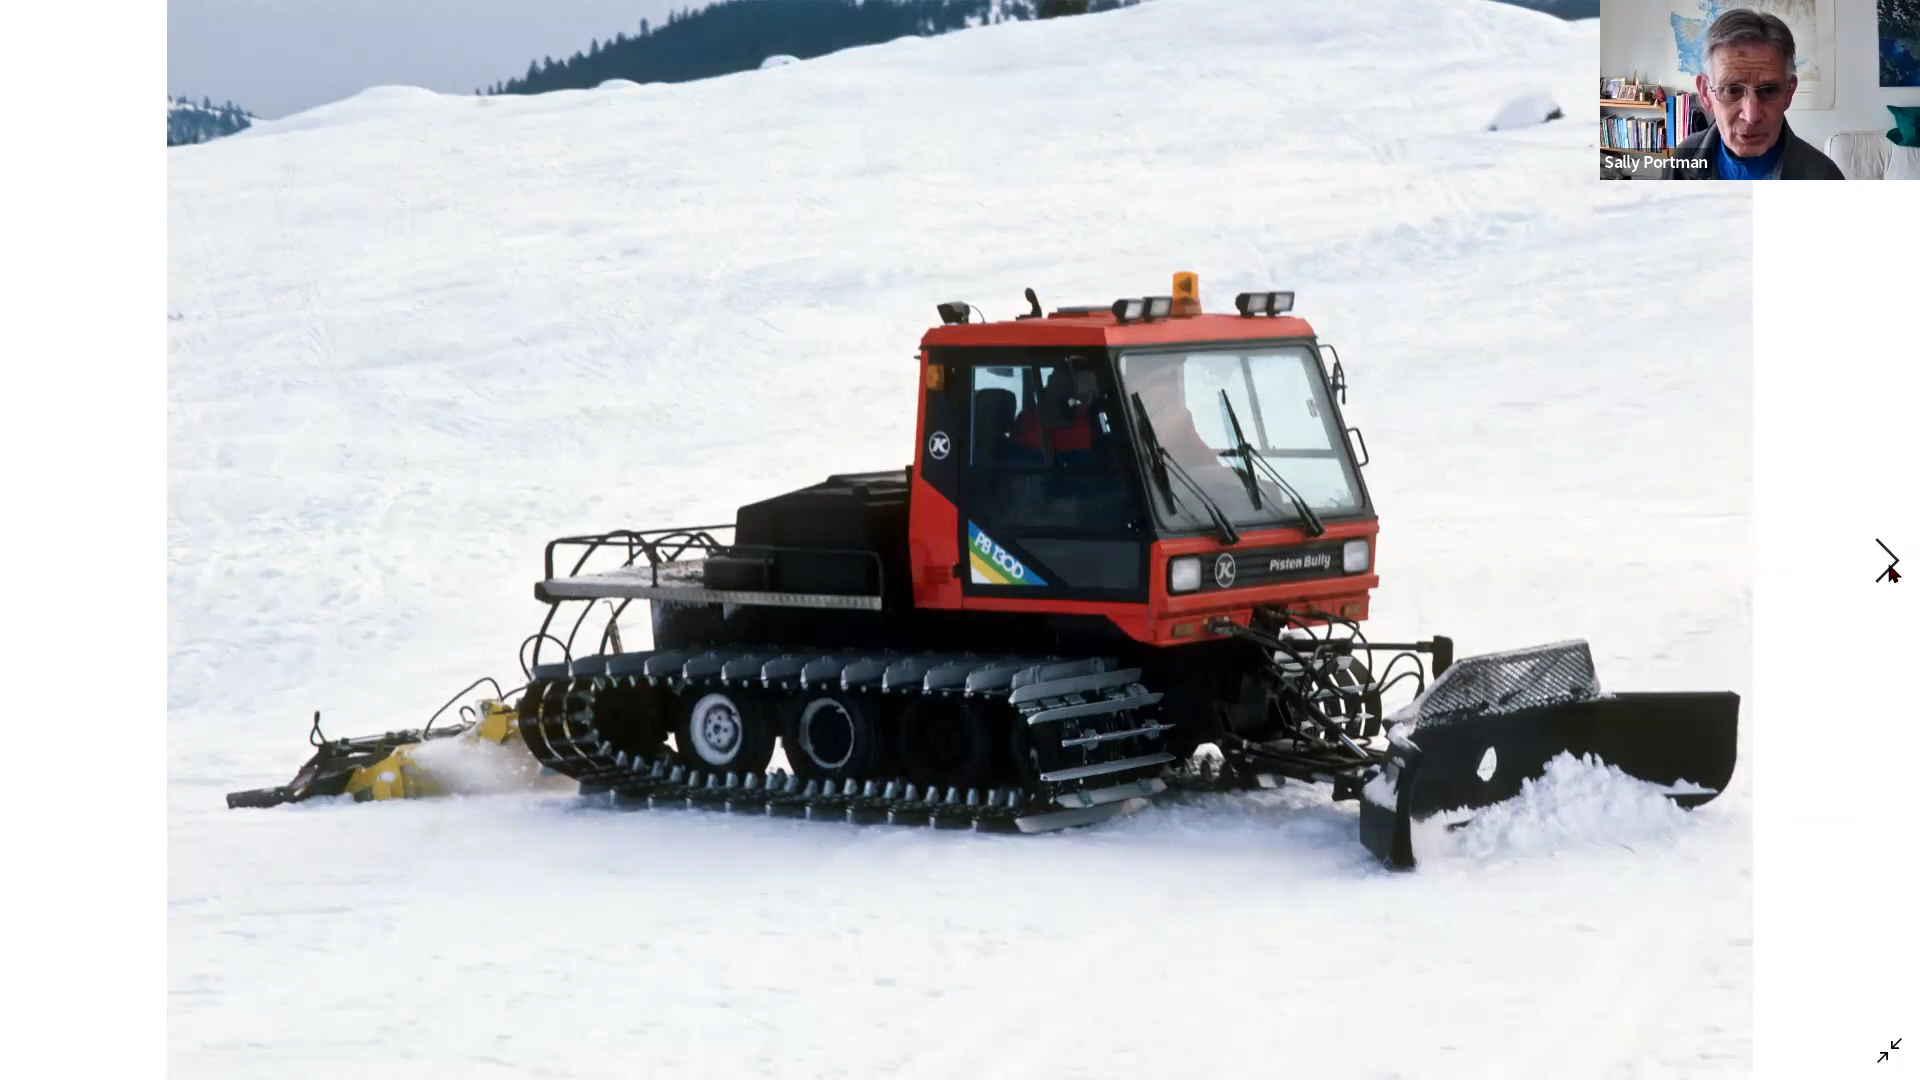 Sally Portman
K
PB 130D
K
Pisten Bully